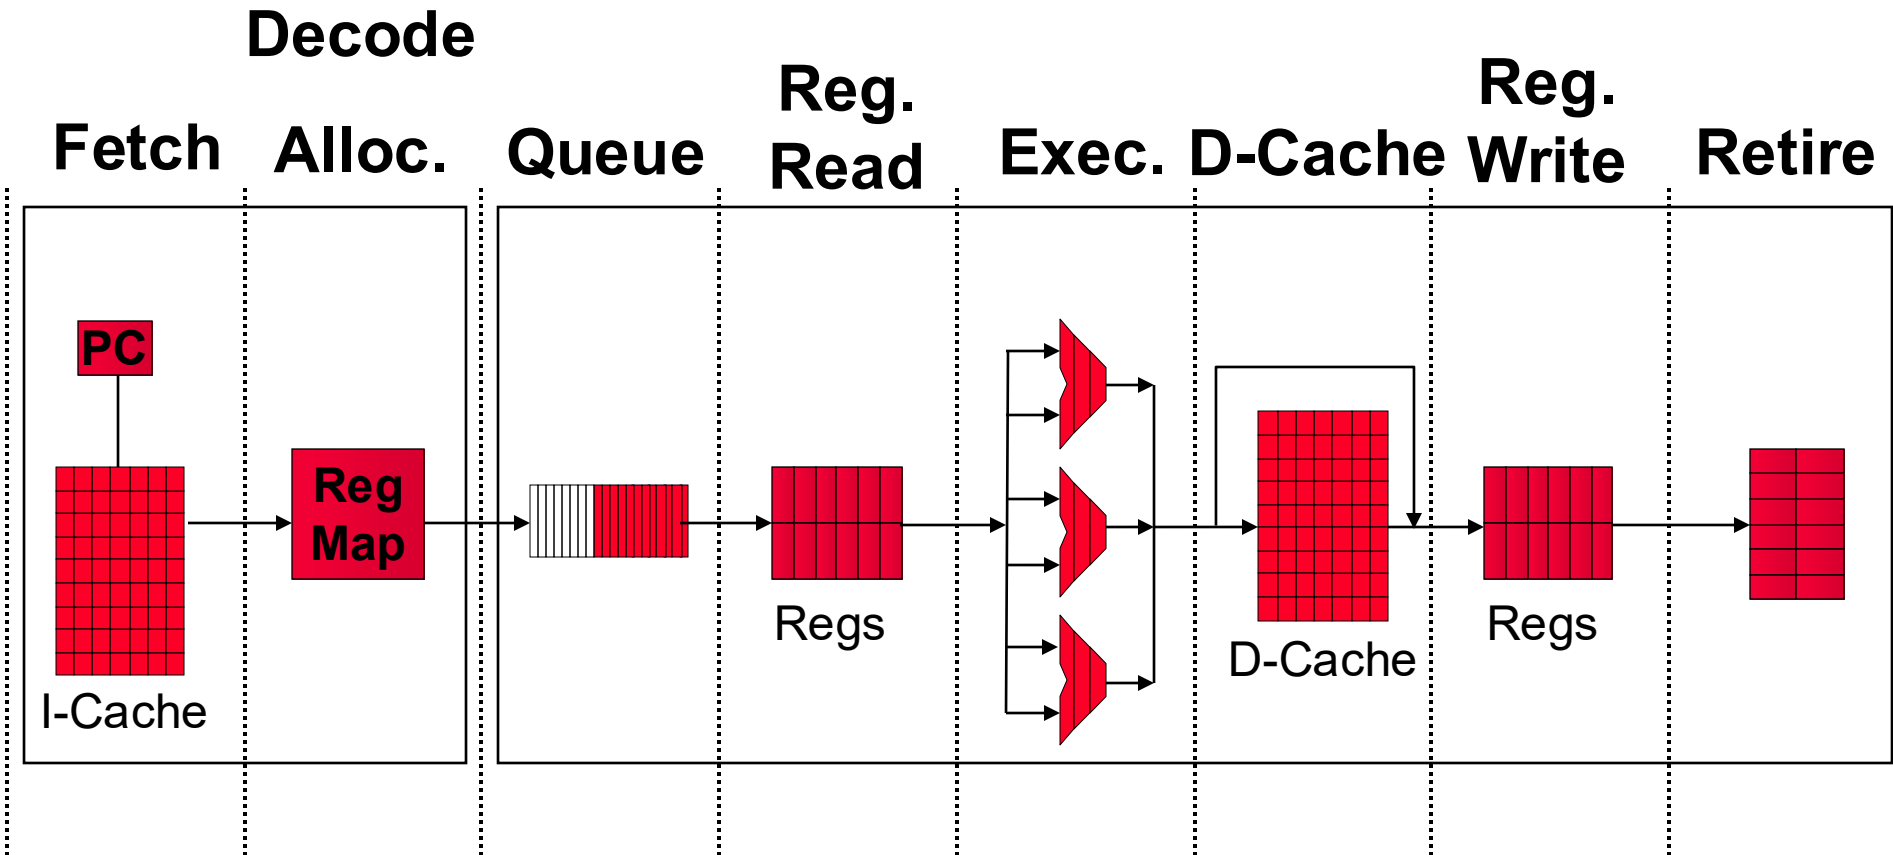 Decode
Fetch
Alloc.
Queue
Reg.
Read
Exec.
D-Cache
Reg.
Write
Retire
PC
Reg
Map
I-Cache
Regs
D-Cache
Regs